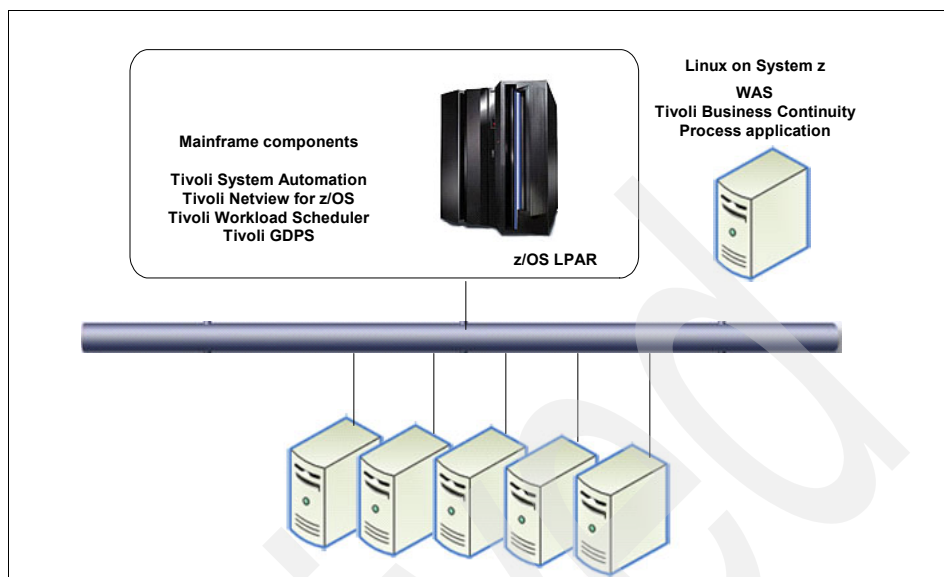 Mainframe components
Tivoli System Automation
Tivoli Netview for z/OS
Tivoli Workload Scheduler
Tivoli GDPS
z/OS LPAR
Linux on System z
WAS
Tivoli Business Continuity
Process application